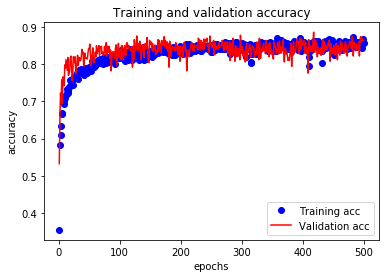 Training and validation accuracy
0.9
0.8
0.7
0.6
0.5
0.4
accuracy
Training acc
Validation acc
0 100 200 300 400 500
epochs